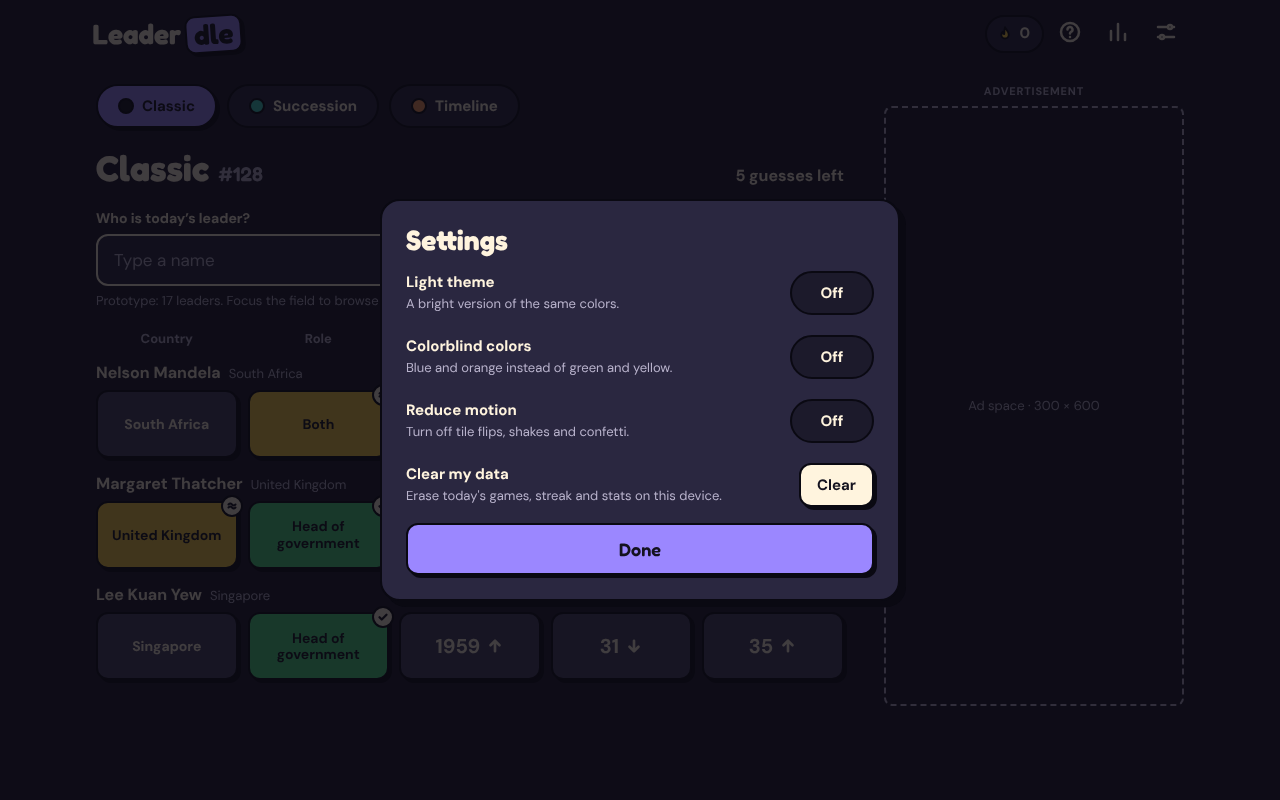 Leader dle
0
Classic
Succession
Timeline
ADVERTISEMENT
Classic #128
5 guesses left
Who is today's leader?
Type a name
Prototype: 17 leaders. Focus the field to browse
Country
Role
Nelson Mandela South Africa
South Africa
Both
Margaret Thatcher United Kingdom
United Kingdom
Head of
government
Lee Kuan Yew Singapore
Singapore
Head of
government
1959 ↑
31 ↓
35 ↑
Settings
Light theme
A bright version of the same colors.
Off
Colorblind colors
Blue and orange instead of green and yellow.
Off
Reduce motion
Turn off tile flips, shakes and confetti.
Off
Clear my data
Erase today's games, streak and stats on this device.
Clear
Done
Ad space · 300 × 600